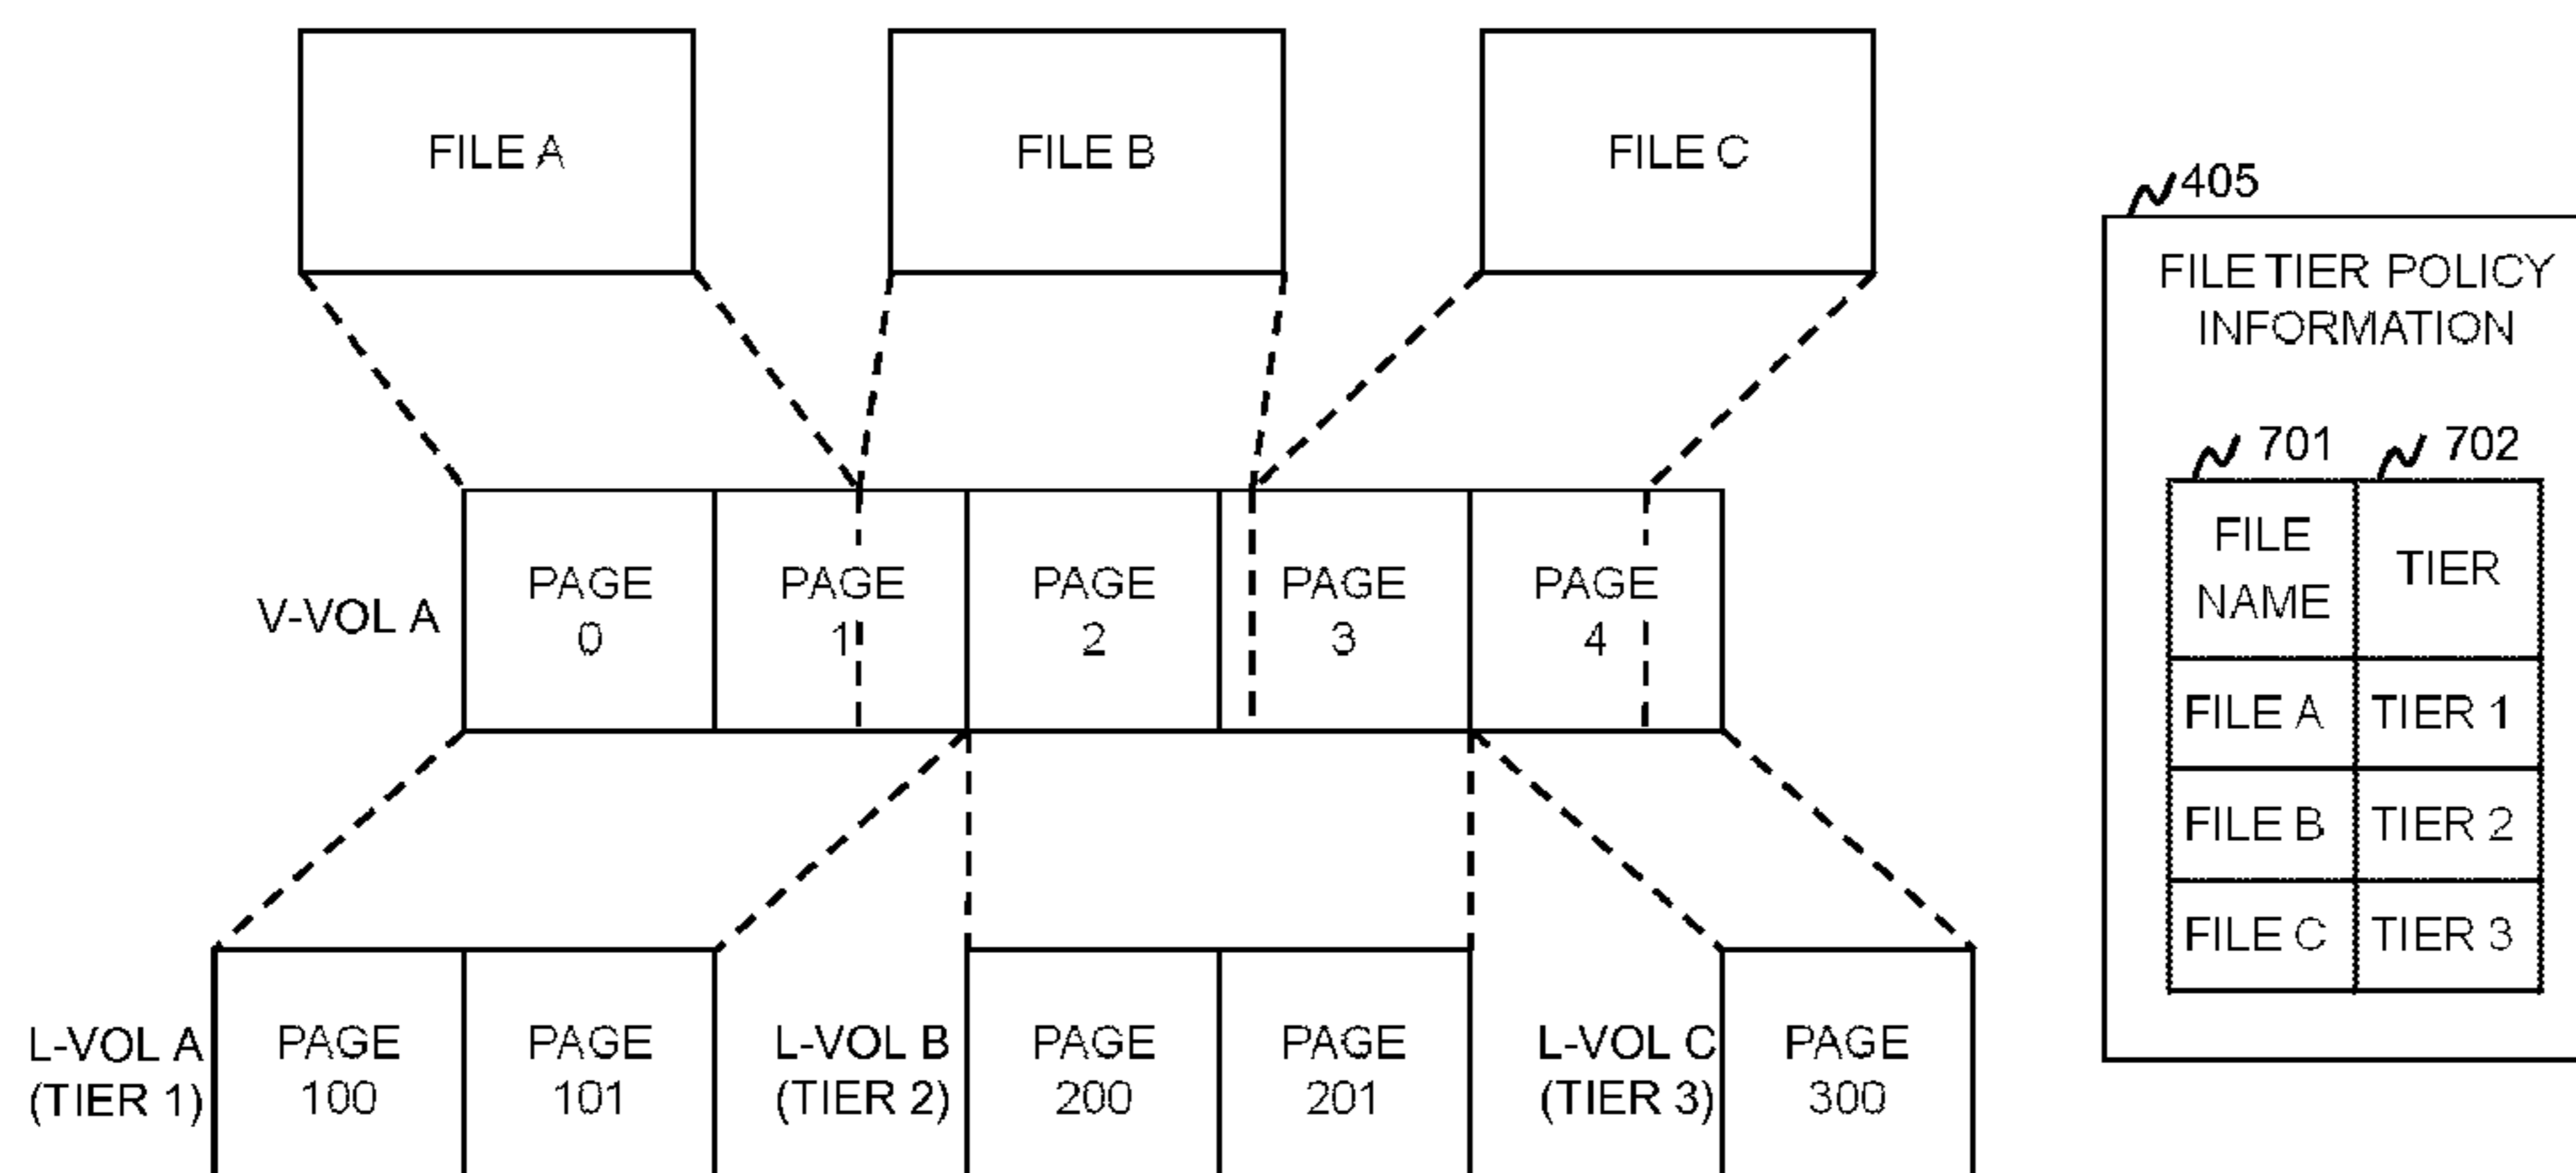 FILE A
FILE B
FILE C
405
FILE TIER POLICY
INFORMATION
701
702
FILE
NAME
TIER
FILE A
TIER 1
FILE B
TIER 2
FILE C
TIER 3
V-VOL A
PAGE
0
PAGE
1
PAGE
2
PAGE
3
PAGE
4
L-VOL A
(TIER 1)
PAGE
100
PAGE
101
L-VOL B
(TIER 2)
PAGE
200
PAGE
201
L-VOL C
(TIER 3)
PAGE
300